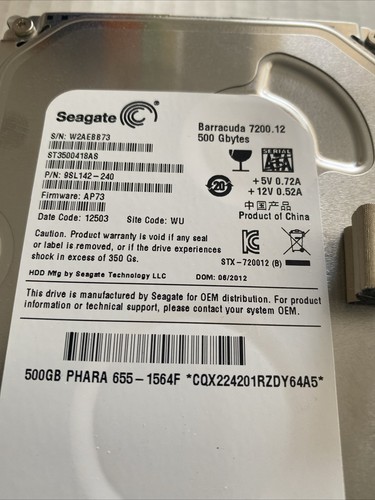 Seagate
Barracuda 7200.12
500 Gbytes
S/N: W2AEBB73
ST3500418AS
P/N: 9SL142-240
Firmware: AP73
Date Code: 12503 Site Code: WU
SERIAL
SATA
20
+5V 0.72A
+12V 0.52A
中国产品
Product of China
Caution. Product warranty is void if any seal
or label is removed, or if the drive experiences
shock in excess of 350 Gs.
STX-720012 (B)
HDD Mfg by Seagate Technology LLC
DOM: 06/2012
This drive is manufactured by Seagate for OEM distribution. For product
information or technical support, please contact your system OEM.
500GB PHARA 655-1564F *CQX224201RZDY64A5*